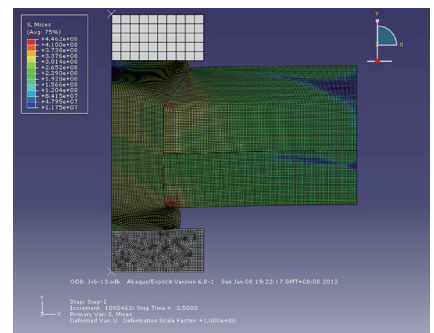 S, Mises
(Avg: 75%)
+4.462e+08
+4.100e+08
+3.738e+08
+3.376e+08
+3.014e+08
+2.652e+08
+2.290e+08
+1.928e+08
+1.566e+08
+1.204e+08
+8.415e+07
+4.795e+07
+1.175e+07
Y
X
ODB: Job-13.odb Abaqus/Explicit Version 6.8-1 Sun Jan 08 19:22:17 GMT+08:00 2012
Y
X
Step: Step-1
Increment 1092462: Step Time = 0.5000
Primary Var: S, Mises
Deformed Var: U Deformation Scale Factor: +1.000e+00